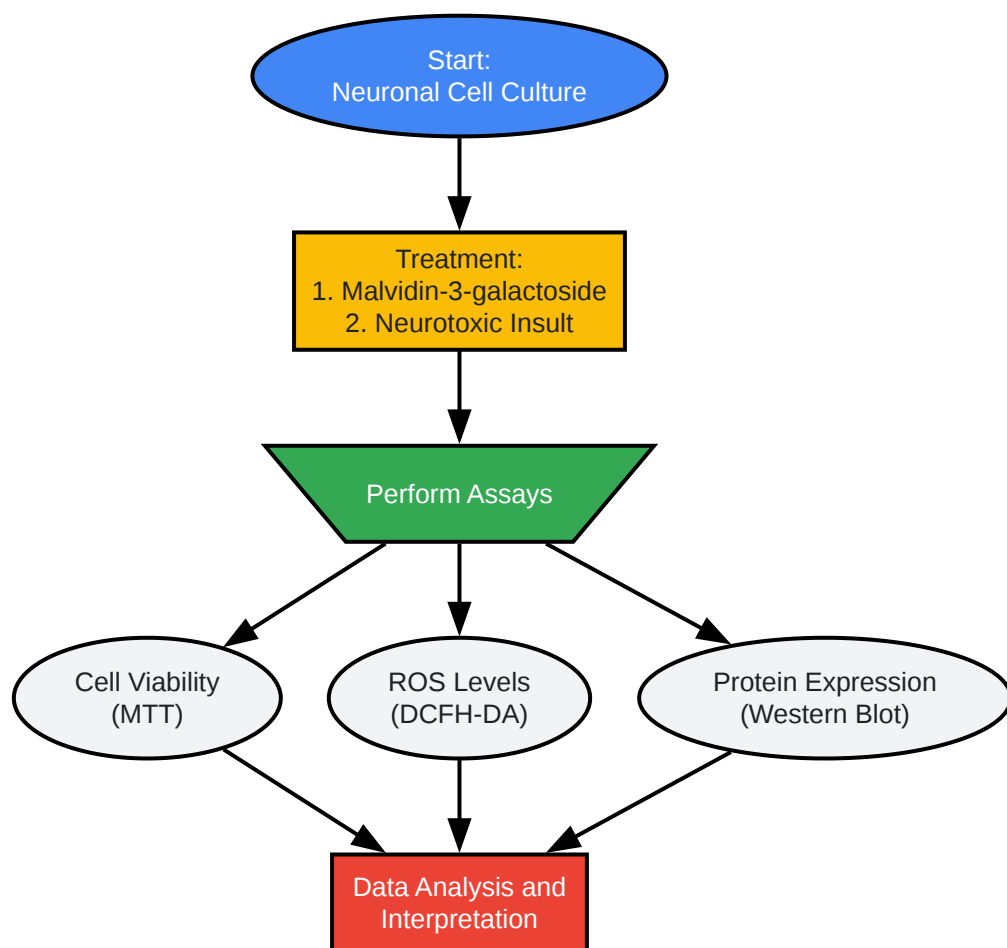 Start:
Neuronal Cell Culture
Treatment:
1. Malvidin-3-galactoside
2. Neurotoxic Insult
Perform Assays
Cell Viability
(MTT)
ROS Levels
(DCFH-DA)
Protein Expression
(Western Blot)
Data Analysis and
Interpretation